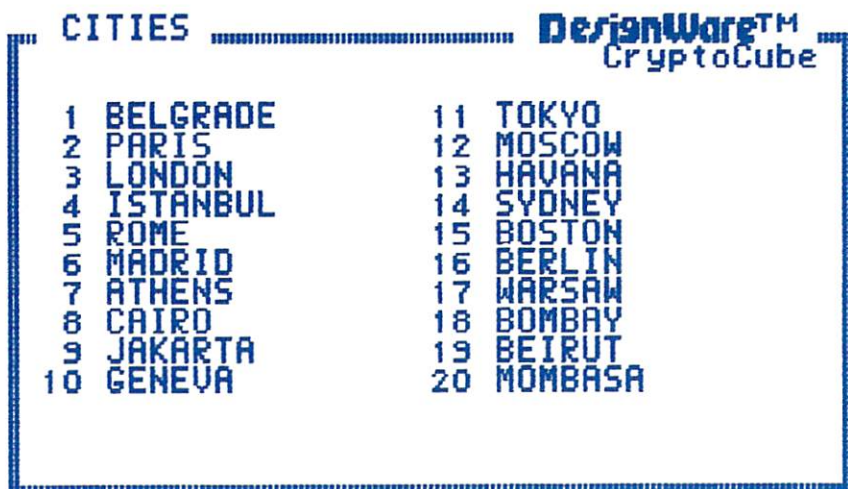 CITIES DesignWare™
CryptoCube
1 BELGRADE
2 PARIS
3 LONDON
4 ISTANBUL
5 ROME
6 MADRID
7 ATHENS
8 CAIRO
9 JAKARTA
10 GENEVA
11 TOKYO
12 MOSCOW
13 HAVANA
14 SYDNEY
15 BOSTON
16 BERLIN
17 WARSAW
18 BOMBAY
19 BEIRUT
20 MOMBASA